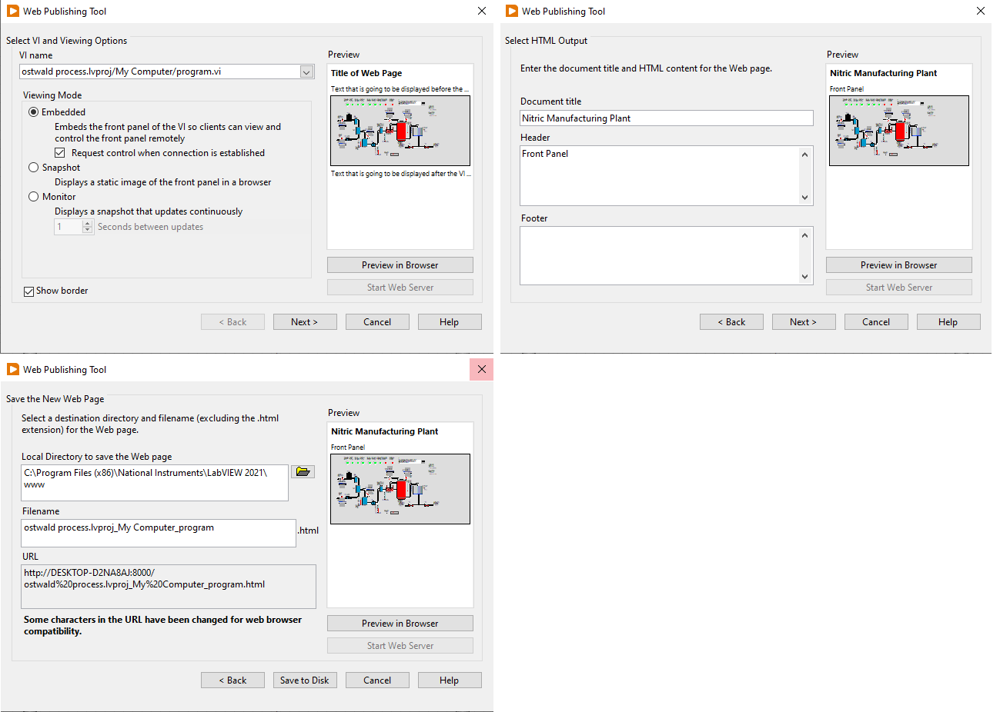 Web Publishing Tool
Select VI and Viewing Options
VI name
ostwald process.lvproj/My Computer/program.vi
Viewing Mode
Embedded
Embeds the front panel of the VI so clients can view and
control the front panel remotely
Request control when connection is established
Snapshot
Displays a static image of the front panel in a browser
Monitor
Displays a snapshot that updates continuously
1 Seconds between updates
Show border
Preview
Title of Web Page
Text that is going to be displayed before the ...
Text that is going to be displayed after the VI ...
Preview in Browser
Start Web Server
< Back Next > Cancel Help
Web Publishing Tool
Select HTML Output
Enter the document title and HTML content for the Web page.
Document title
Nitric Manufacturing Plant
Header
Front Panel
Footer
Preview
Nitric Manufacturing Plant
Front Panel
Preview in Browser
Start Web Server
< Back Next > Cancel Help
Web Publishing Tool
Save the New Web Page
Select a destination directory and filename (excluding the .html
extension) for the Web page.
Local Directory to save the Web page
C:\Program Files (x86)\National Instruments\LabVIEW 2021\
www
Filename
ostwald process.lvproj_My Computer_program .html
URL
http://DESKTOP-D2NA8AJ:8000/
ostwald%20process.lvproj_My%20Computer_program.html
Some characters in the URL have been changed for web browser
compatibility.
Preview
Nitric Manufacturing Plant
Front Panel
Preview in Browser
Start Web Server
< Back Save to Disk Cancel Help